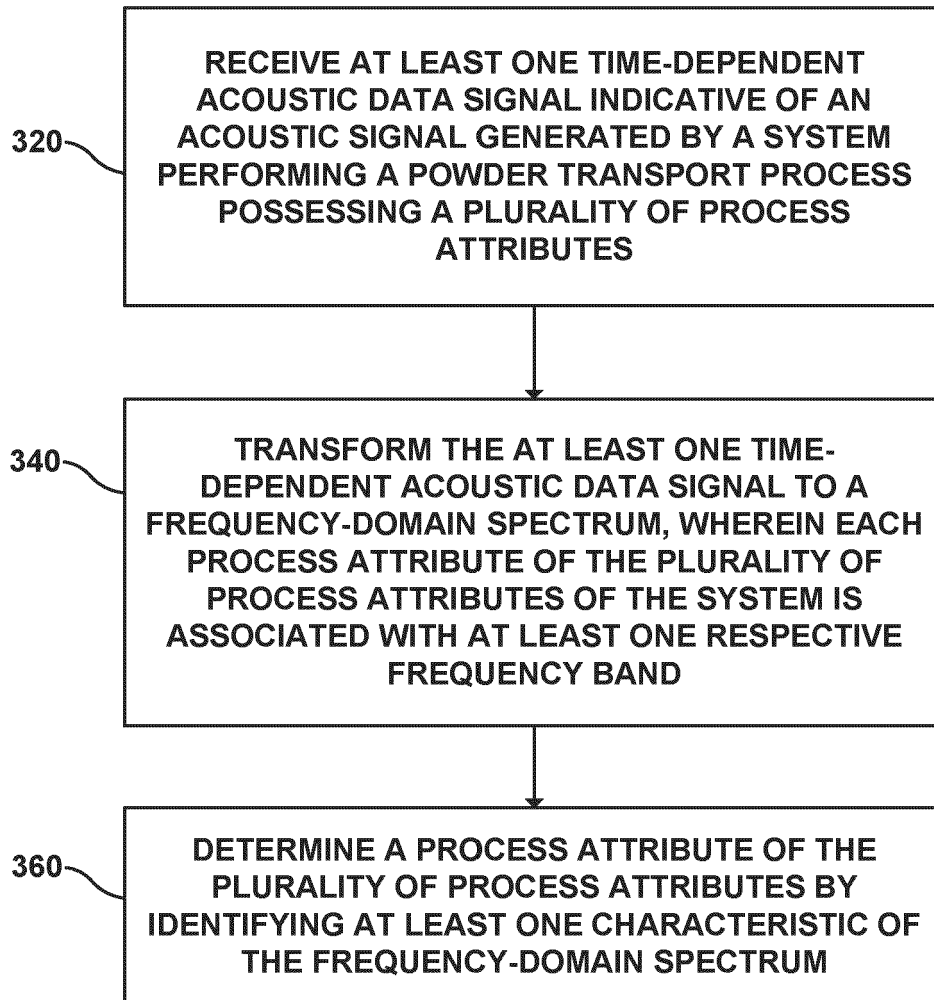 RECEIVE AT LEAST ONE TIME-DEPENDENT
ACOUSTIC DATA SIGNAL INDICATIVE OF AN
ACOUSTIC SIGNAL GENERATED BY A SYSTEM
320
PERFORMING A POWDER TRANSPORT PROCESS
POSSESSING A PLURALITY OF PROCESS
ATTRIBUTES
340
TRANSFORM THE AT LEAST ONE TIME-
DEPENDENT ACOUSTIC DATA SIGNAL TO A
FREQUENCY-DOMAIN SPECTRUM, WHEREIN EACH
PROCESS ATTRIBUTE OF THE PLURALITY OF
PROCESS ATTRIBUTES OF THE SYSTEM IS
ASSOCIATED WITH AT LEAST ONE RESPECTIVE
FREQUENCY BAND
360
DETERMINE A PROCESS ATTRIBUTE OF THE
PLURALITY OF PROCESS ATTRIBUTES BY
IDENTIFYING AT LEAST ONE CHARACTERISTIC OF
THE FREQUENCY-DOMAIN SPECTRUM